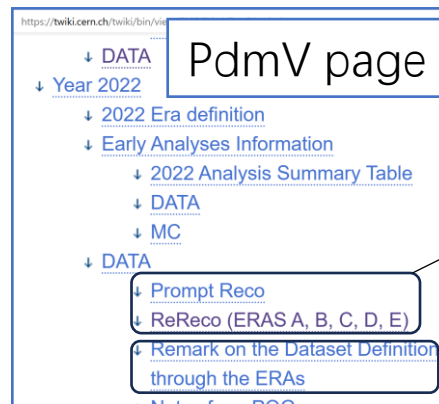 https://twiki.cern.ch/twiki/bin/vie
DATA
PdmV page
Year 2022
2022 Era definition
Early Analyses Information
2022 Analysis Summary Table
DATA
MC
DATA
Prompt Reco
ReReco (ERAS A, B, C, D, E)
Remark on the Dataset Definition
through the ERAs